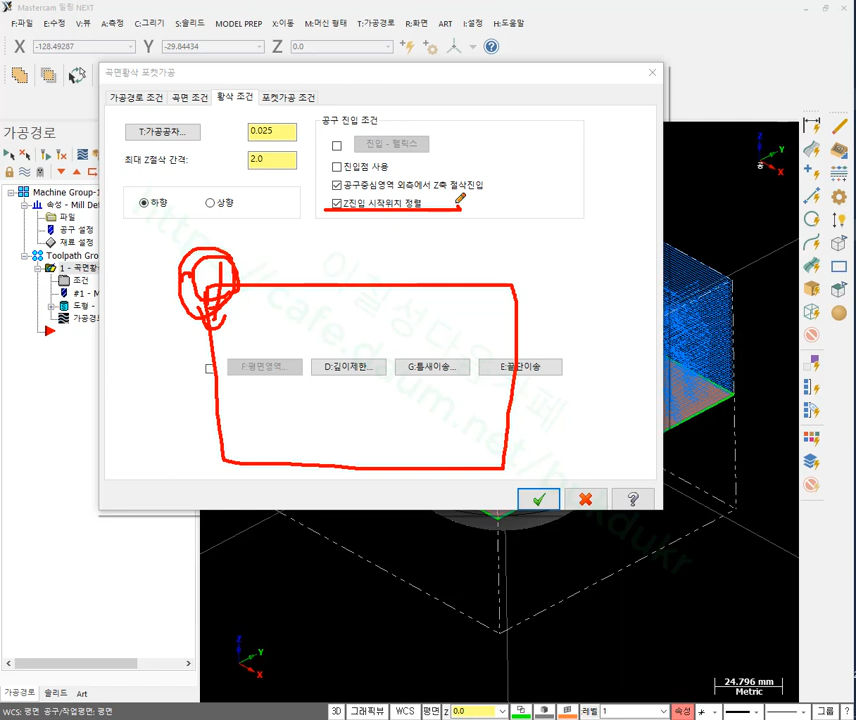 Mastercam 밀링 NEXT
F:파일 E:수정 V:뷰 A:측정 C:그리기 S:솔리드 MODEL PREP X:이동 M:머신 형태 T:가공경로 R:화면 ART I:설정 H:도움말
X -128.49287 Y -29.84434 Z 0.0
곡면황삭 포켓가공
가공경로 조건 곡면 조건 황삭 조건 포켓가공 조건
T:가공공차... 0.025
최대 Z절삭 간격: 2.0
하향 상향
공구 진입 조건
진입 - 헬릭스
진입점 사용
공구중심영역 외측에서 Z축 절삭진입
Z진입 시작위치 정렬
F:평면영역... D:깊이제한... G:틈새이송... E:끝단이송
가공경로
Machine Group-1
속성 - Mill Def
파일
공구 설정
재료 설정
Toolpath Grou
1 - 곡면황삭
조건
#1 - M
도형 -
가공경로
Z
Y
X
Z
Y
X
24.796 mm
Metric
가공경로 솔리드 Art
WCS: 평면 공구/작업평면: 평면
3D 그래픽뷰 WCS 평면 Z 0.0 레벨 1 속성 그룹 ?